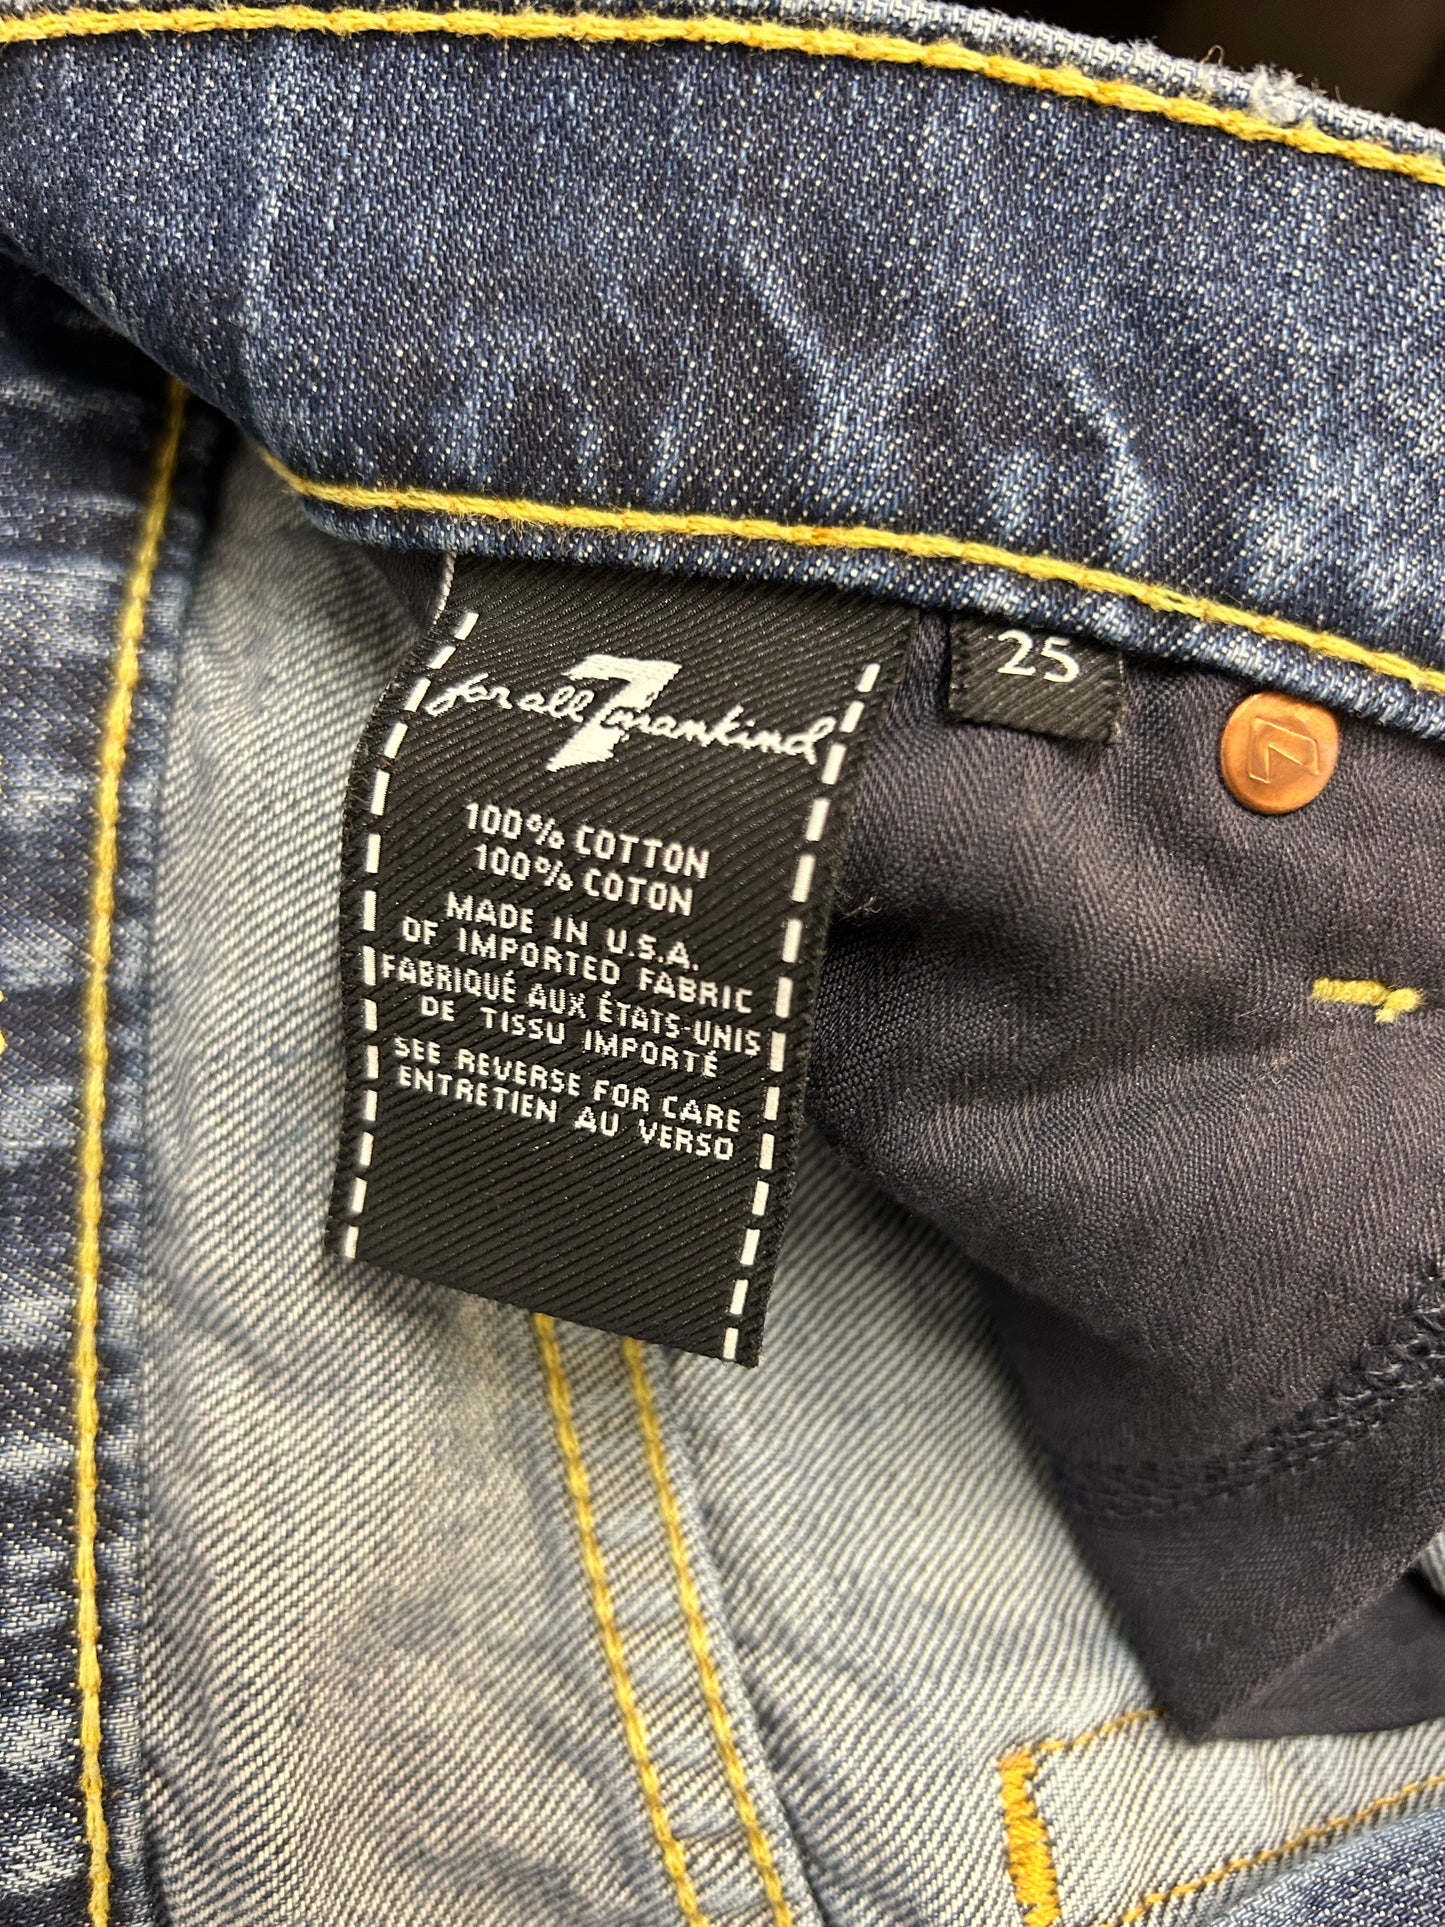 for all 7 mankind
25
100% COTTON
100% COTON
MADE IN U.S.A.
OF IMPORTED FABRIC
FABRIQUÉ AUX ÉTATS-UNIS
DE TISSU IMPORTÉ
SEE REVERSE FOR CARE
ENTRETIEN AU VERSO
7